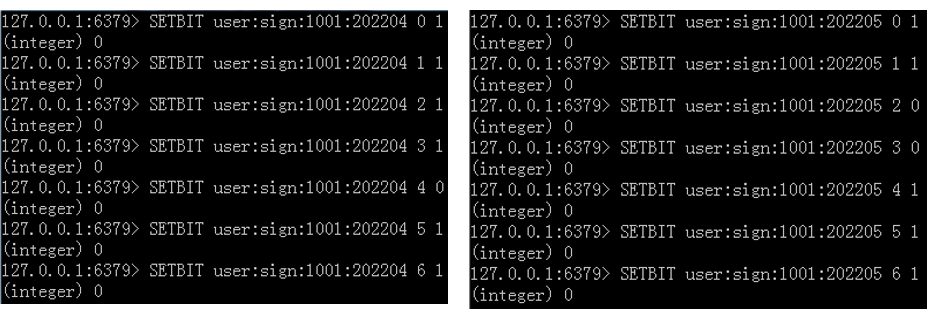 127.0.0.1:6379> SETBIT user:sign:1001:202204 0 1
(integer) 0
127.0.0.1:6379> SETBIT user:sign:1001:202204 1 1
(integer) 0
127.0.0.1:6379> SETBIT user:sign:1001:202204 2 1
(integer) 0
127.0.0.1:6379> SETBIT user:sign:1001:202204 3 1
(integer) 0
127.0.0.1:6379> SETBIT user:sign:1001:202204 4 0
(integer) 0
127.0.0.1:6379> SETBIT user:sign:1001:202204 5 1
(integer) 0
127.0.0.1:6379> SETBIT user:sign:1001:202204 6 1
(integer) 0
127.0.0.1:6379> SETBIT user:sign:1001:202205 0 1
(integer) 0
127.0.0.1:6379> SETBIT user:sign:1001:202205 1 1
(integer) 0
127.0.0.1:6379> SETBIT user:sign:1001:202205 2 0
(integer) 0
127.0.0.1:6379> SETBIT user:sign:1001:202205 3 0
(integer) 0
127.0.0.1:6379> SETBIT user:sign:1001:202205 4 1
(integer) 0
127.0.0.1:6379> SETBIT user:sign:1001:202205 5 1
(integer) 0
127.0.0.1:6379> SETBIT user:sign:1001:202205 6 1
(integer) 0